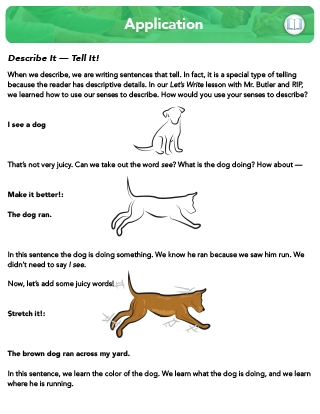 Application
Describe It — Tell It!
When we describe, we are writing sentences that tell. In fact, it is a special type of telling
because the reader has descriptive details. In our Let's Write lesson with Mr. Butler and RIP,
we learned how to use our senses to describe. How would you use your senses to describe?
I see a dog
That's not very juicy. Can we take out the word see? What is the dog doing? How about —
Make it better!:
The dog ran.
In this sentence the dog is doing something. We know he ran because we saw him run. We
didn't need to say I see.
Now, let's add some juicy words!
Stretch it!:
The brown dog ran across my yard.
In this sentence, we learn the color of the dog. We learn what the dog is doing, and we learn
where he is running.